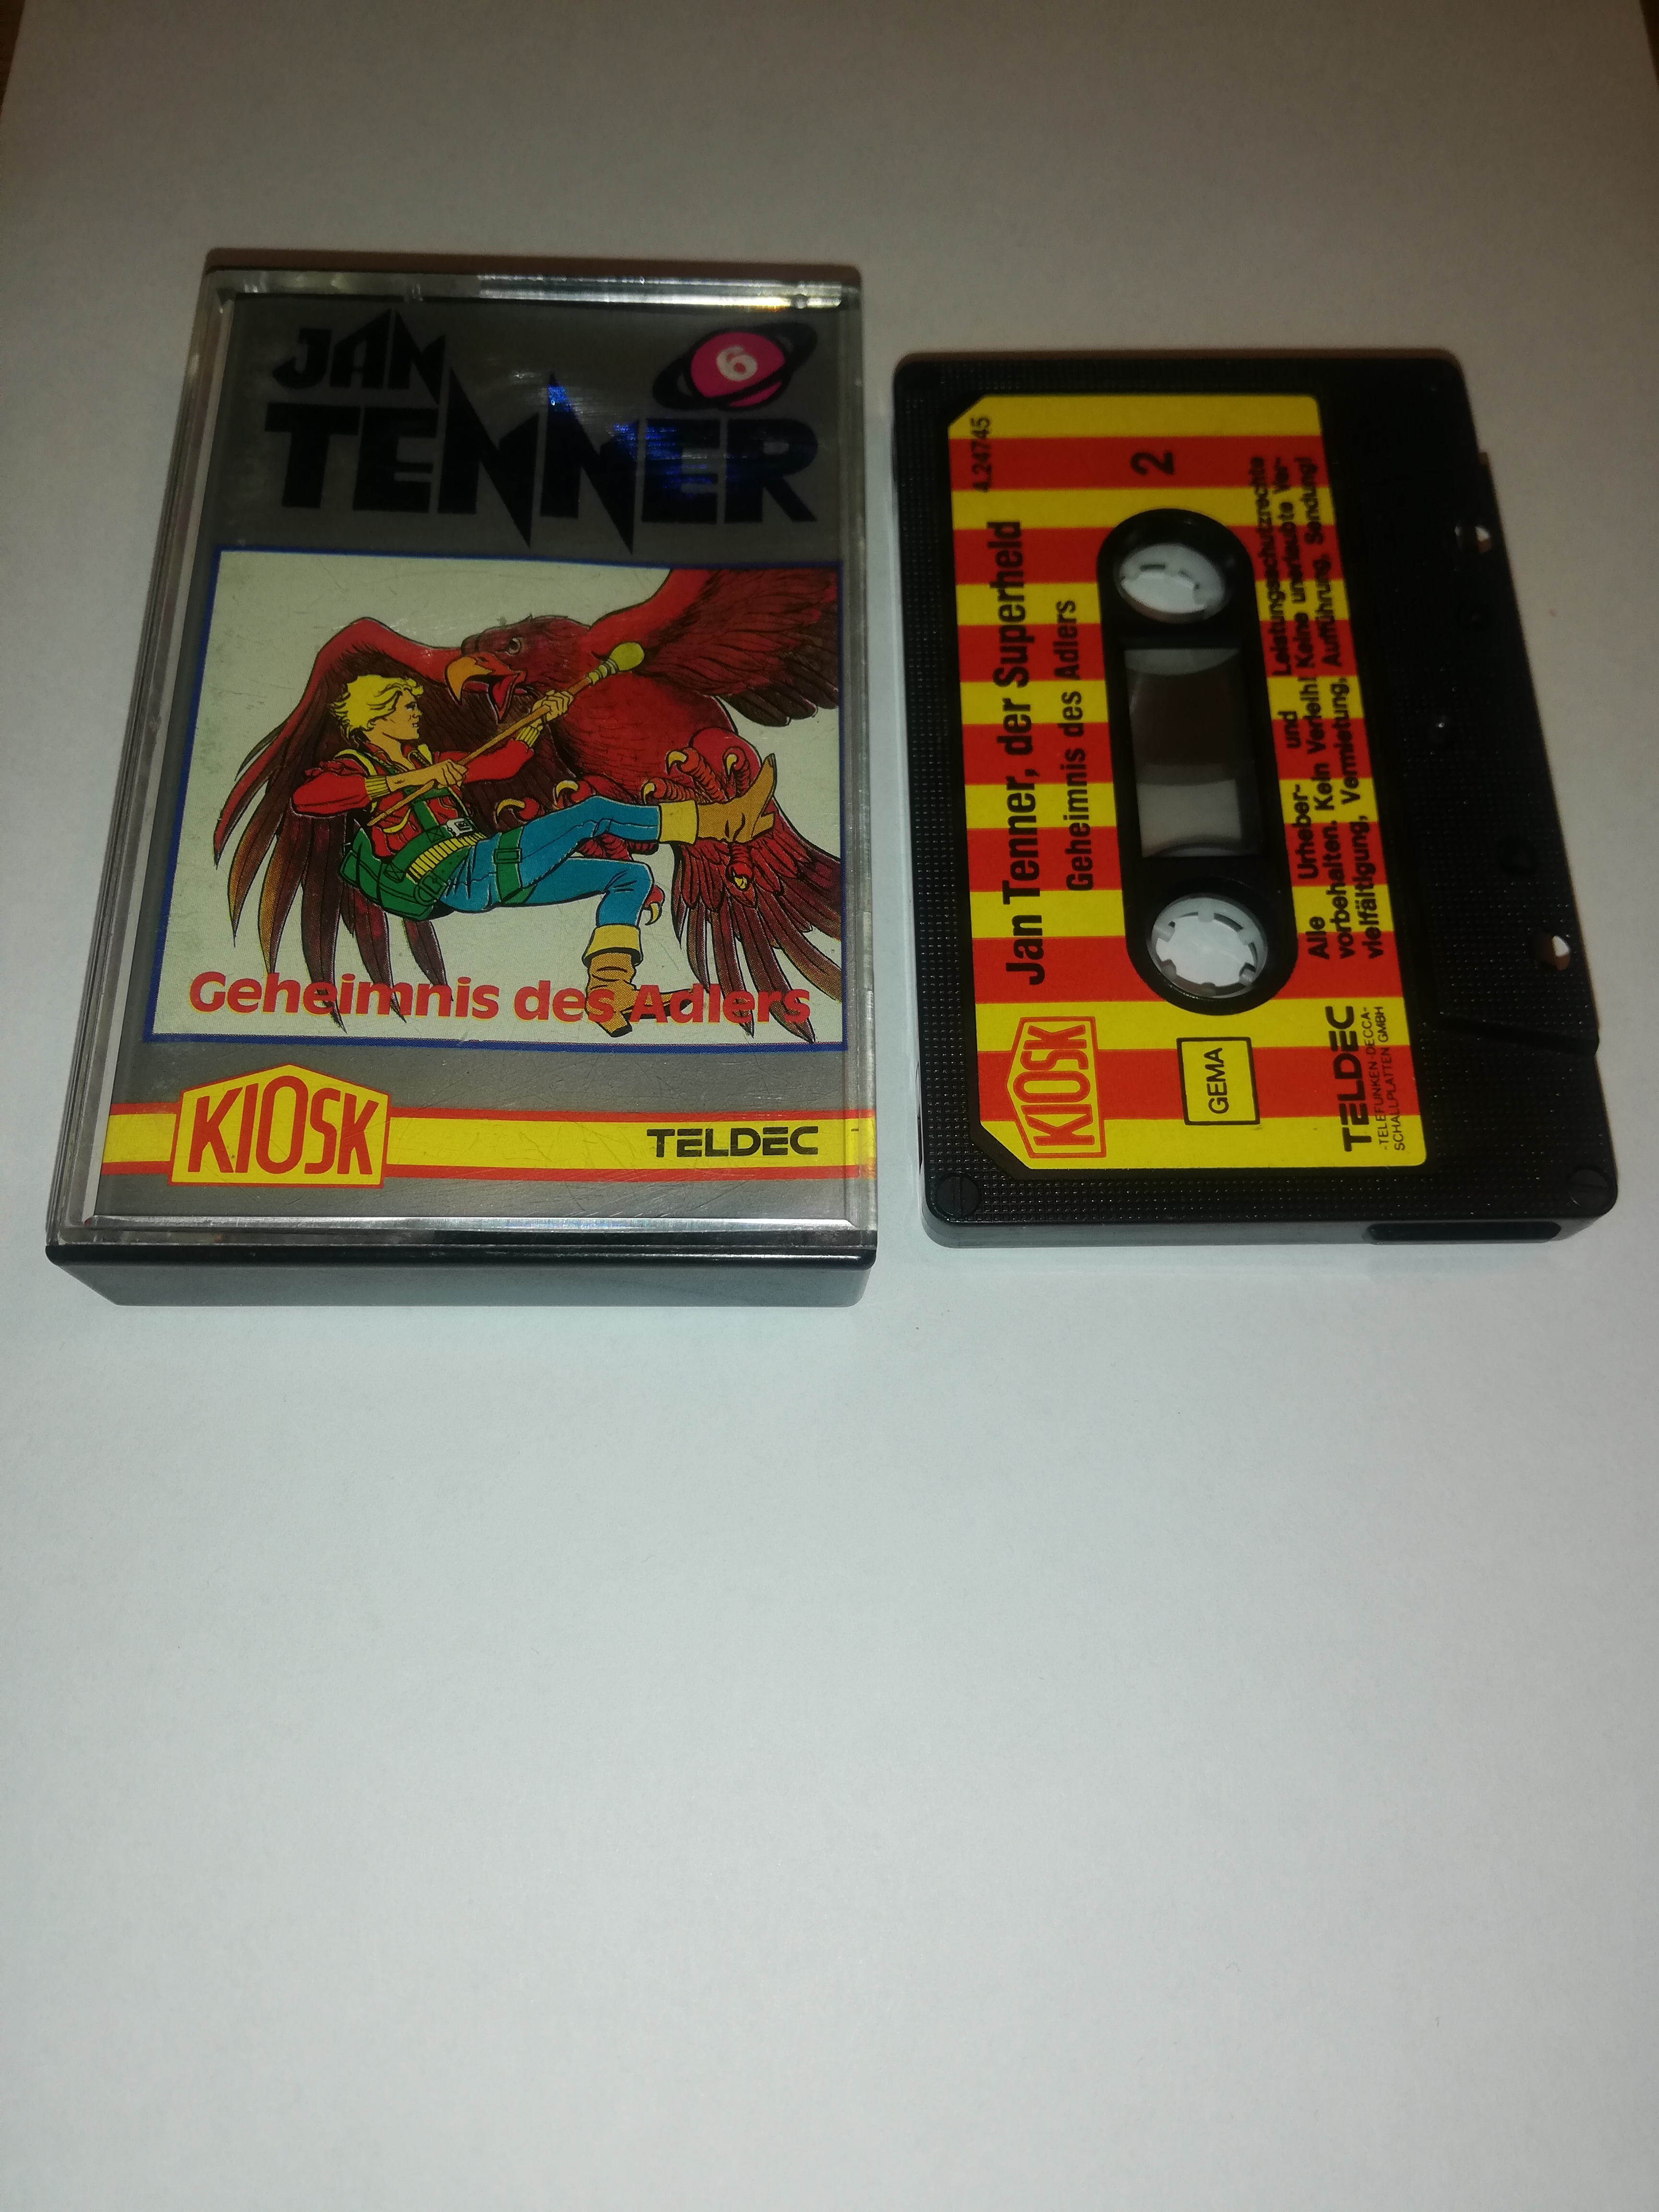 JAN
TENNER
6
Geheimnis des Adlers
KIOSK
TELDEC
4.24745
Jan Tenner, der Superheld
Geheimnis des Adlers
2
KIOSK
GEMA
Alle Urheber- und Leistungsschutzrechte
vorbehalten. Kein Verleih! Keine unerlaubte Ver-
vielfältigung, Vermietung, Aufführung, Sendung!
TELDEC
·TELEFUNKEN-DECCA·
SCHALLPLATTEN GMBH